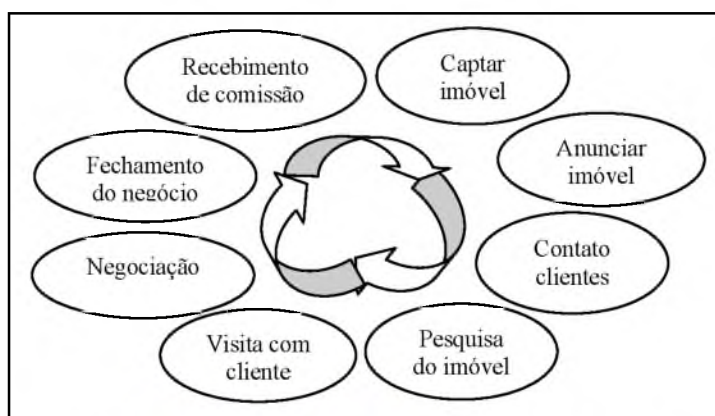 Recebimento
de comissão
Captar
imóvel
Anunciar
imóvel
Contato
clientes
Pesquisa
do imóvel
Visita com
cliente
Negociação
Fechamento
do negócio